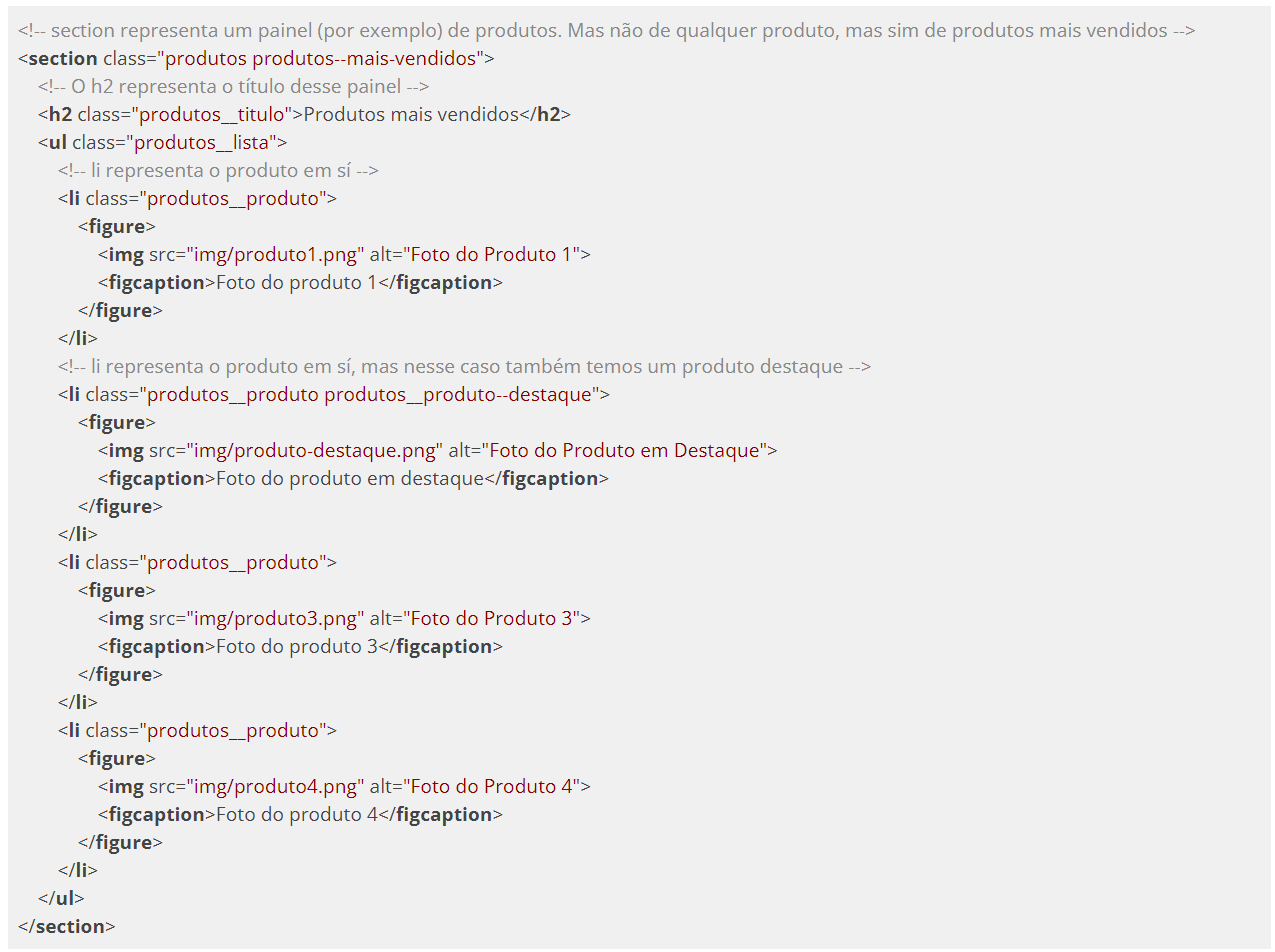 <!-- section representa um painel (por exemplo) de produtos. Mas não de qualquer produto, mas sim de produtos mais vendidos -->
<section class="produtos produtos--mais-vendidos">
<!-- O h2 representa o título desse painel -->
<h2 class="produtos__titulo">Produtos mais vendidos</h2>
<ul class="produtos__lista">
<!-- li representa o produto em sí -->
<li class="produtos__produto">
<figure>
<img src="img/produto1.png" alt="Foto do Produto 1">
<figcaption>Foto do produto 1</figcaption>
</figure>
</li>
<!-- li representa o produto em sí, mas nesse caso também temos um produto destaque -->
<li class="produtos__produto produtos__produto--destaque">
<figure>
<img src="img/produto-destaque.png" alt="Foto do Produto em Destaque">
<figcaption>Foto do produto em destaque</figcaption>
</figure>
</li>
<li class="produtos__produto">
<figure>
<img src="img/produto3.png" alt="Foto do Produto 3">
<figcaption>Foto do produto 3</figcaption>
</figure>
</li>
<li class="produtos__produto">
<figure>
<img src="img/produto4.png" alt="Foto do Produto 4">
<figcaption>Foto do produto 4</figcaption>
</figure>
</li>
</ul>
</section>